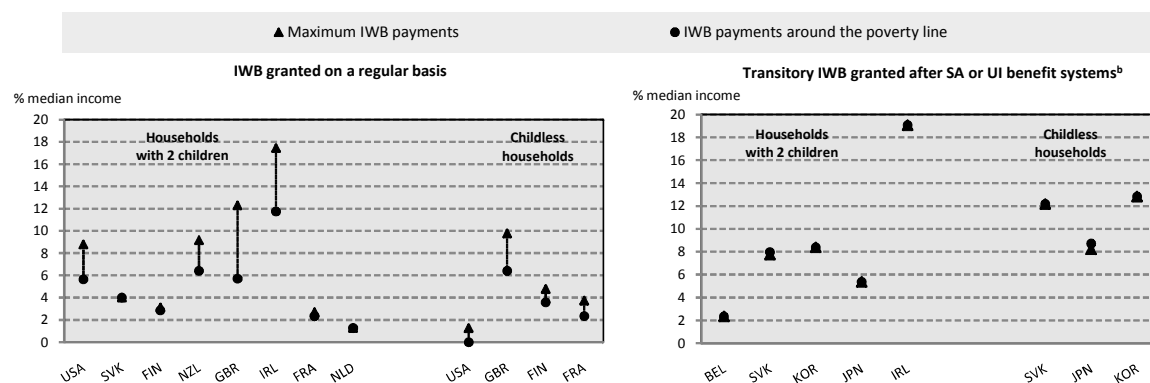 Maximum IWB payments
IWB payments around the poverty line
IWB granted on a regular basis
% median income
20
18
16
14
12
10
8
6
4
2
0
Households
with 2 children
Childless
households
USA
SVK
FIN
NZL
GBR
IRL
FRA
NLD
USA
GBR
FIN
FRA
Transitory IWB granted after SA or UI benefit systemsᵇ
% median income
20
18
16
14
12
10
8
6
4
2
0
Households
with 2 children
Childless
households
BEL
SVK
KOR
JPN
IRL
SVK
JPN
KOR